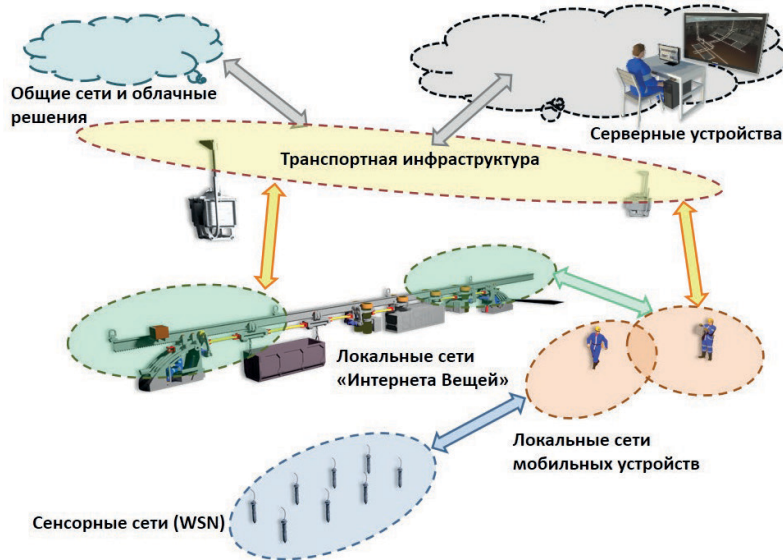 Общие сети и облачные
решения
Серверные устройства
Транспортная инфраструктура
Локальные сети
«Интернета Вещей»
Локальные сети
мобильных устройств
Сенсорные сети (WSN)